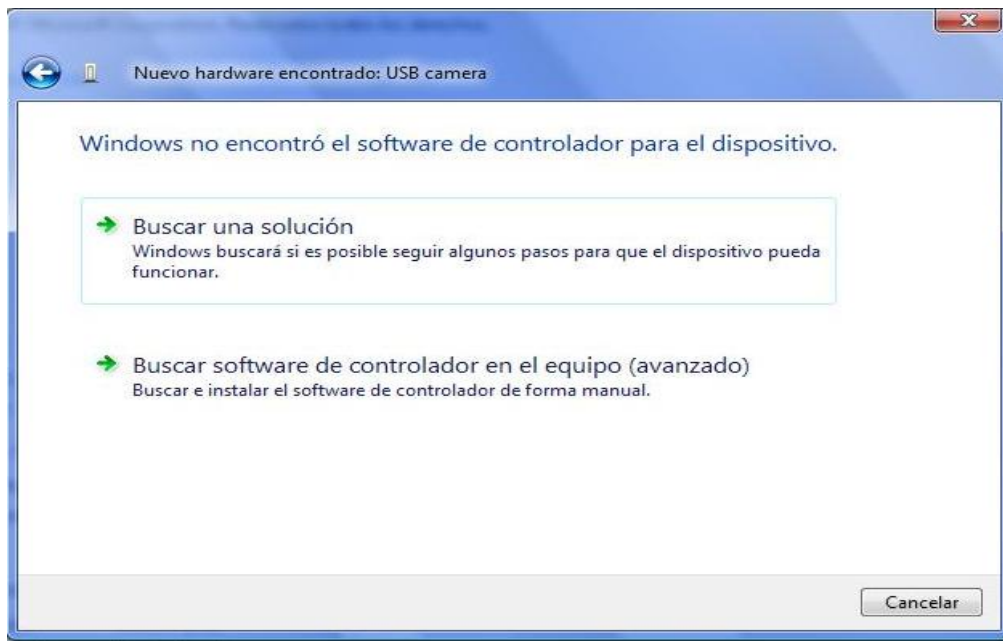 Nuevo hardware encontrado: USB camera
Windows no encontró el software de controlador para el dispositivo.
Buscar una solución
Windows buscará si es posible seguir algunos pasos para que el dispositivo pueda
funcionar.
Buscar software de controlador en el equipo (avanzado)
Buscar e instalar el software de controlador de forma manual.
Cancelar